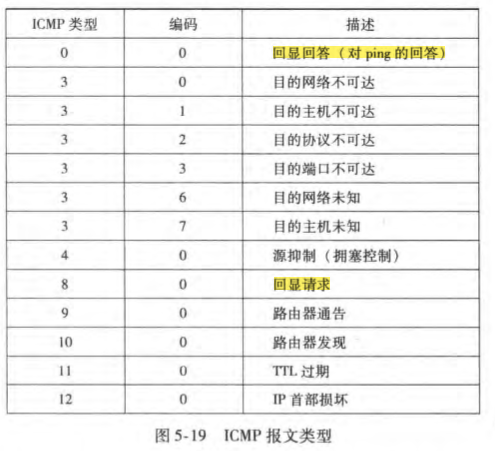 ICMP 类型 编码 描述
0 0 回显回答（对 ping 的回答）
3 0 目的网络不可达
3 1 目的主机不可达
3 2 目的协议不可达
3 3 目的端口不可达
3 6 目的网络未知
3 7 目的主机未知
4 0 源抑制（拥塞控制）
8 0 回显请求
9 0 路由器通告
10 0 路由器发现
11 0 TTL 过期
12 0 IP 首部损坏
图 5-19 ICMP 报文类型